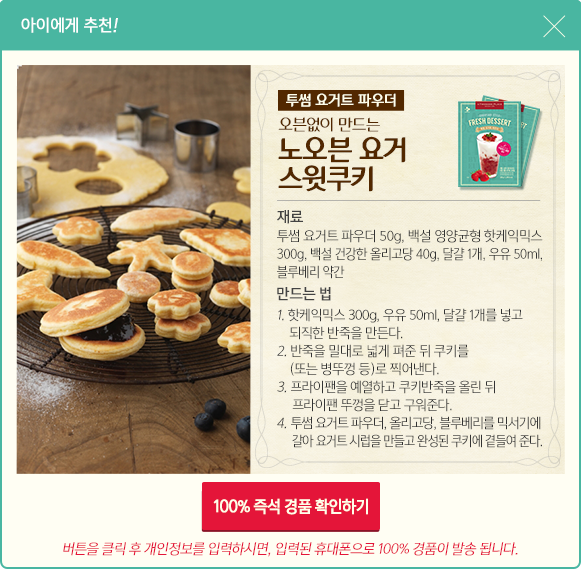 아이에게 추천!
투썸 요거트 파우더
오븐없이 만드는
노오븐 요거
스윗쿠키
FRESH DESSERT
재료
투썸 요거트 파우더 50g, 백설 영양균형 핫케익믹스
300g, 백설 건강한 올리고당 40g, 달걀 1개, 우유 50ml,
블루베리 약간
만드는 법
1. 핫케익믹스 300g, 우유 50ml, 달걀 1개를 넣고
되직한 반죽을 만든다.
2. 반죽을 밀대로 넓게 펴준 뒤 쿠키를
(또는 병뚜껑 등)로 찍어낸다.
3. 프라이팬을 예열하고 쿠키반죽을 올린 뒤
프라이팬 뚜껑을 닫고 구워준다.
4. 투썸 요거트 파우더, 올리고당, 블루베리를 믹서기에
갈아 요거트 시럽을 만들고 완성된 쿠키에 곁들여 준다.
100% 즉석 경품 확인하기
버튼을 클릭 후 개인정보를 입력하시면, 입력된 휴대폰으로 100% 경품이 발송 됩니다.